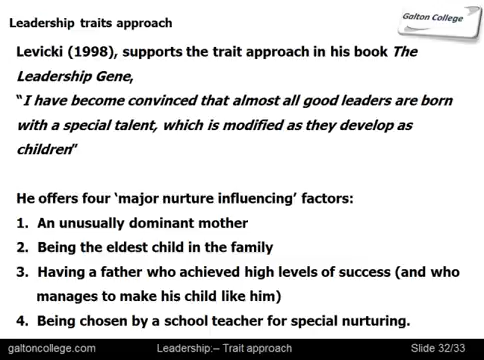 Leadership traits approach
Galton College
Levicki (1998), supports the trait approach in his book The
Leadership Gene,
“I have become convinced that almost all good leaders are born
with a special talent, which is modified as they develop as
children”
He offers four ‘major nurture influencing’ factors:
1. An unusually dominant mother
2. Being the eldest child in the family
3. Having a father who achieved high levels of success (and who
manages to make his child like him)
4. Being chosen by a school teacher for special nurturing.
galtoncollege.com Leadership:– Trait approach Slide 32/33